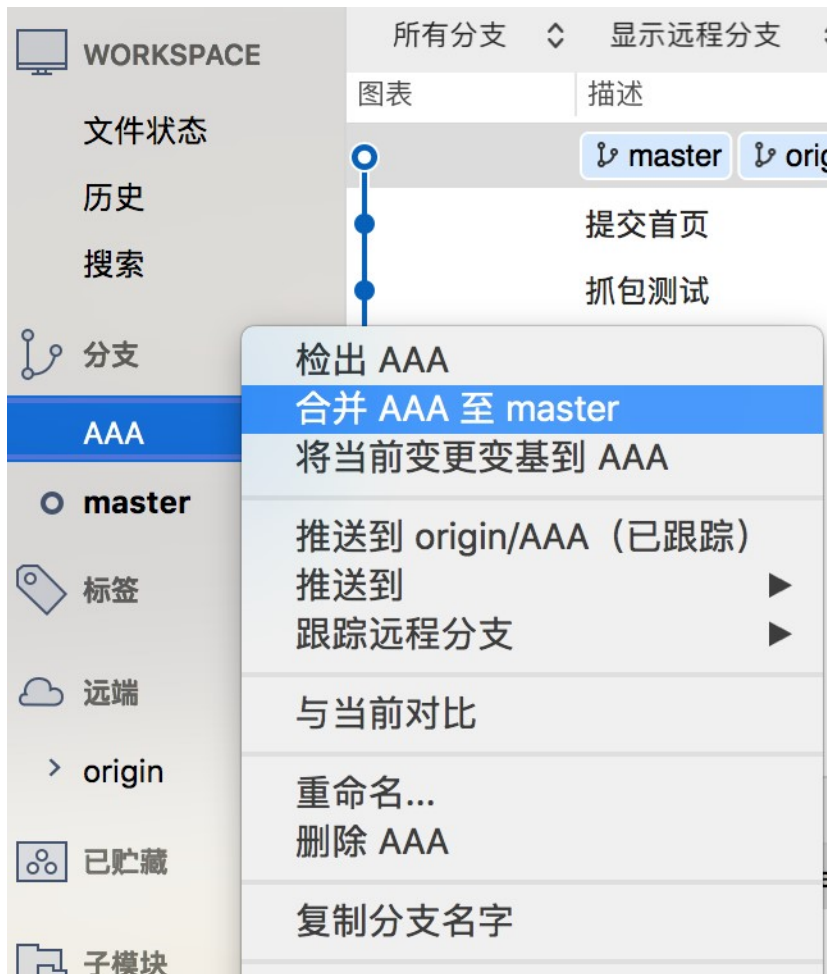 WORKSPACE
文件状态
历史
搜索
分支
AAA
master
标签
远端
origin
已贮藏
子模块
所有分支
显示远程分支
图表
描述
master
提交首页
抓包测试
检出 AAA
合并 AAA 至 master
将当前变更变基到 AAA
推送到 origin/AAA（已跟踪）
推送到
跟踪远程分支
与当前对比
重命名...
删除 AAA
复制分支名字